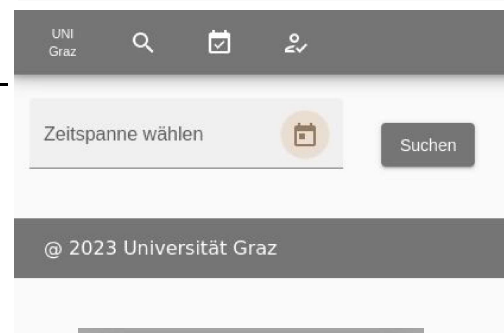 UNI
Graz
Zeitspanne wählen
Suchen
@ 2023 Universität Graz